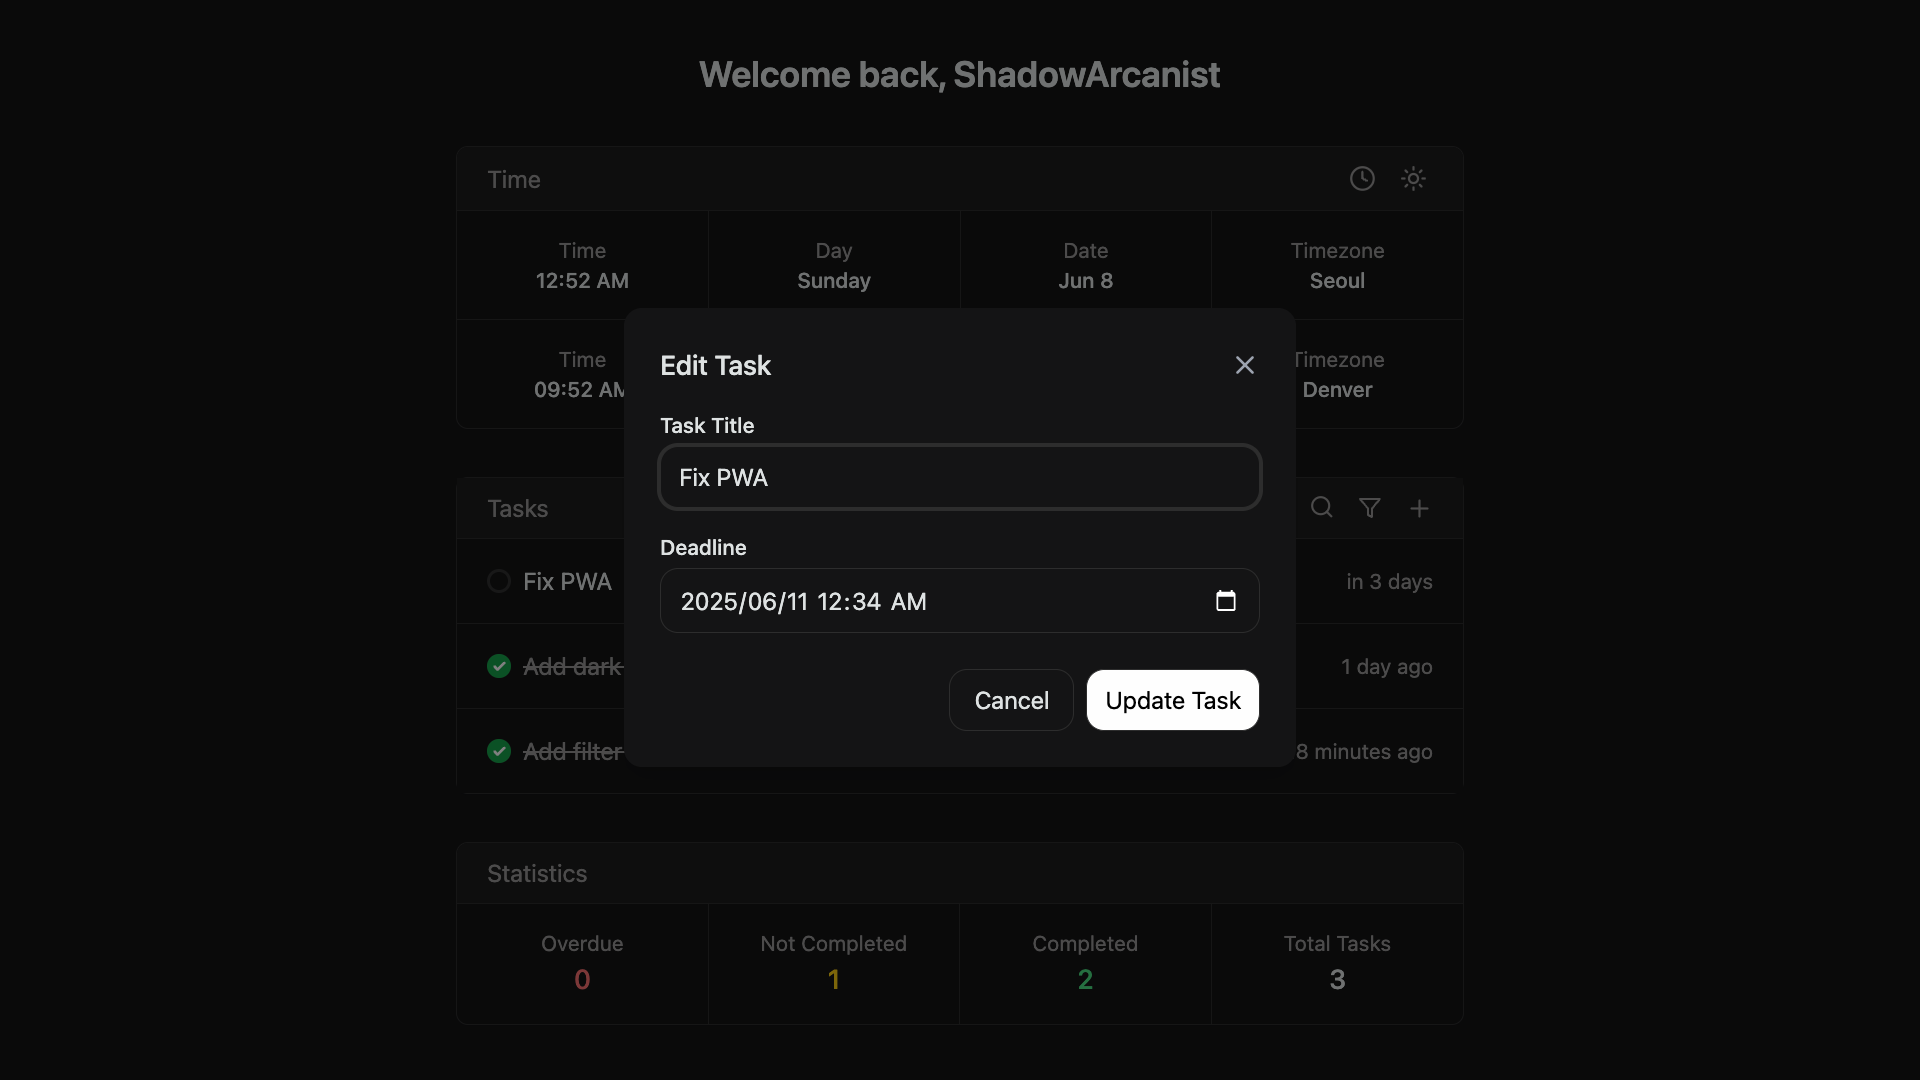 Welcome back, ShadowArcanist
Time
Time Day Date Timezone
12:52 AM Sunday Jun 8 Seoul
Time Timezone
09:52 AM Denver
Edit Task
Task Title
Fix PWA
Deadline
2025/06/11 12:34 AM
Cancel Update Task
Tasks
Fix PWA in 3 days
Add dark 1 day ago
Add filter 8 minutes ago
Statistics
Overdue Not Completed Completed Total Tasks
0 1 2 3